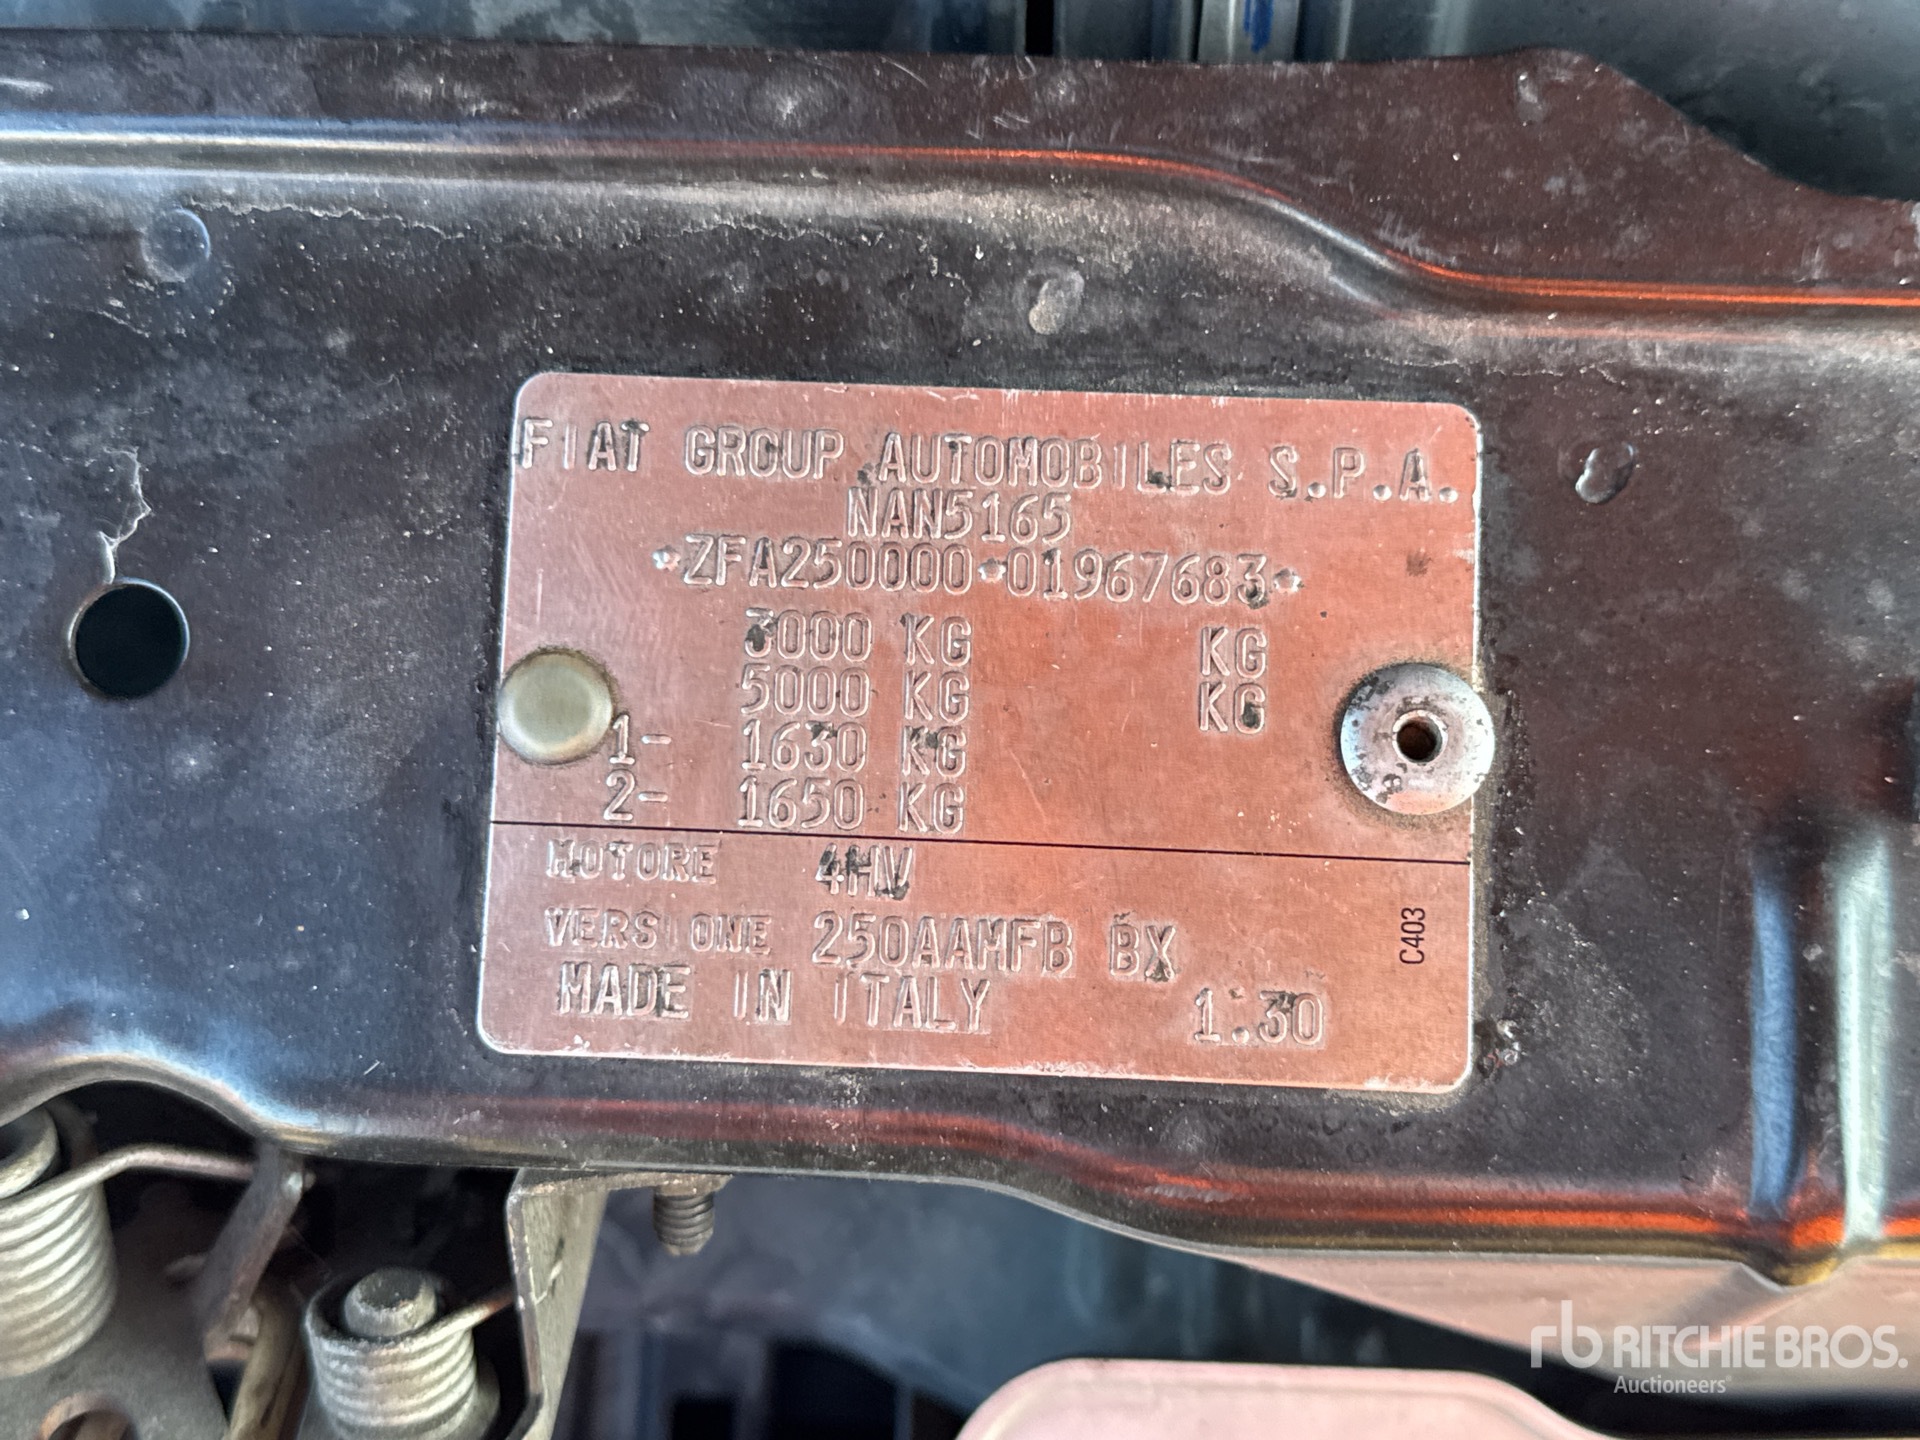 FIAT GROUP AUTOMOBILES S.P.A.
NAN5165
*ZFA250000*01967683*
3000 KG KG
5000 KG KG
1- 1630 KG
2- 1650 KG
MOTORE 4HV
VERSIONE 250AAMFB BX
MADE IN ITALY 1.30
C403
rb RITCHIE BROS.
Auctioneers